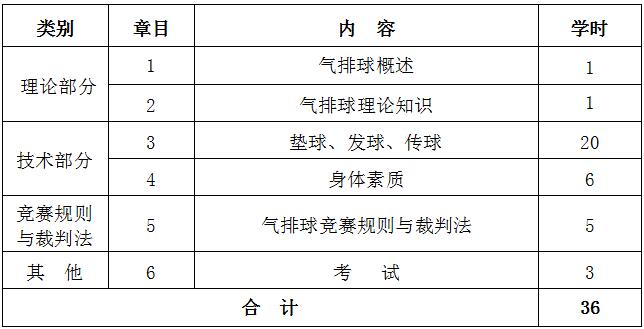 类别 章目 内 容 学时
理论部分 1 气排球概述 1
2 气排球理论知识 1
技术部分 3 垫球、发球、传球 20
4 身体素质 6
竞赛规则
与裁判法 5 气排球竞赛规则与裁判法 5
其 他 6 考 试 3
合 计 36